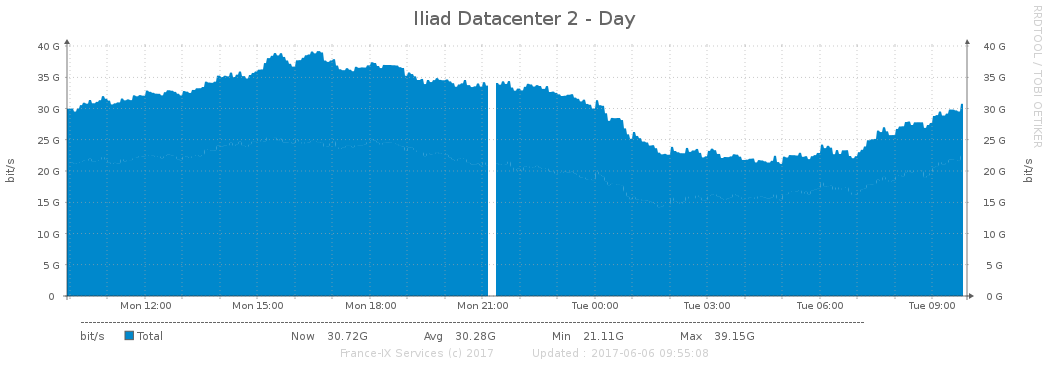 Iliad Datacenter 2 - Day
RRDTOOL / TOBI OETIKER
40 G 40 G
35 G 35 G
30 G 30 G
25 G 25 G
20 G 20 G
15 G 15 G
10 G 10 G
5 G 5 G
0 0 G
bit/s bit/s
Mon 12:00 Mon 15:00 Mon 18:00 Mon 21:00 Tue 00:00 Tue 03:00 Tue 06:00 Tue 09:00
bit/s Total Now 30.72G Avg 30.28G Min 21.11G Max 39.15G
France-IX Services (c) 2017 Updated : 2017-06-06 09:55:08